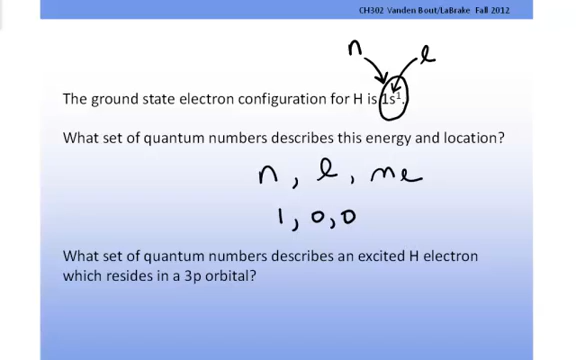 CH302 Vanden Bout/LaBrake Fall 2012
n l
The ground state electron configuration for H is 1s¹.
What set of quantum numbers describes this energy and location?
n, l, ml
1, 0, 0
What set of quantum numbers describes an excited H electron
which resides in a 3p orbital?